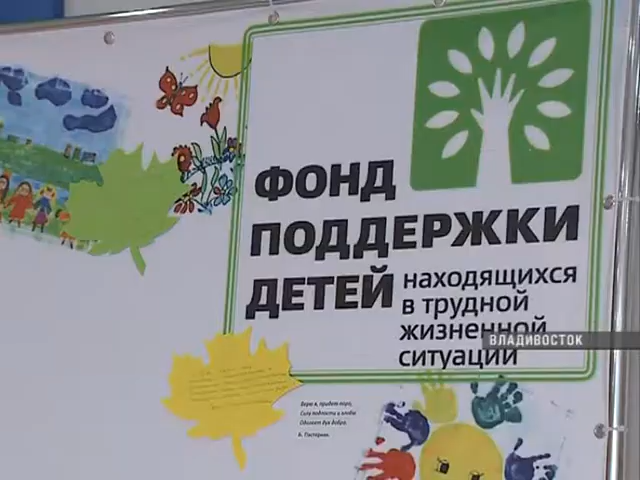 ФОНД
ПОДДЕРЖКИ
ДЕТЕЙ
находящихся
в трудной
жизненной
ситуации
ВЛАДИВОСТОК
Верю я, придет пора,
Силу подлости и злобы
Одолеет дух добра.
Б. Пастернак.